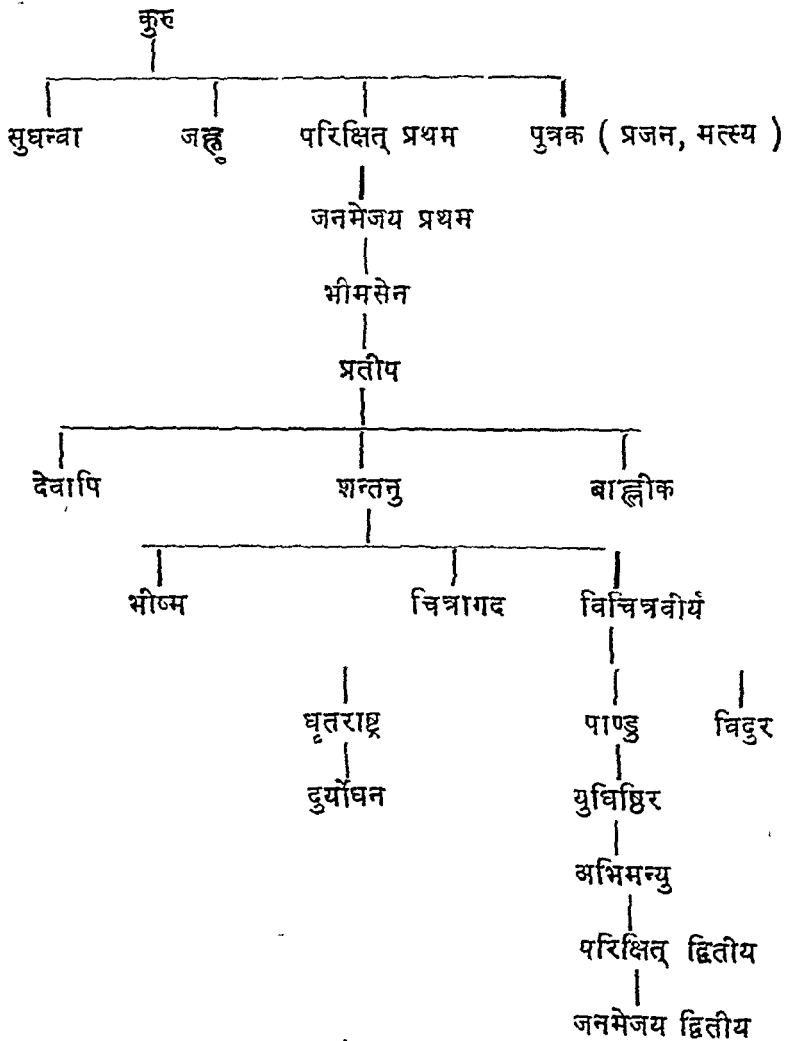 कुरु
सुधन्वा जह्नु परिक्षित् प्रथम पुत्रक ( प्रजन, मत्स्य )
जनमेजय प्रथम
भीमसेन
प्रतीप
देवापि शन्तनु बाह्लीक
भीष्म चित्रागद विचित्रवीर्य
धृतराष्ट्र पाण्डु विदुर
दुर्योधन युधिष्ठिर
अभिमन्यु
परिक्षित् द्वितीय
जनमेजय द्वितीय